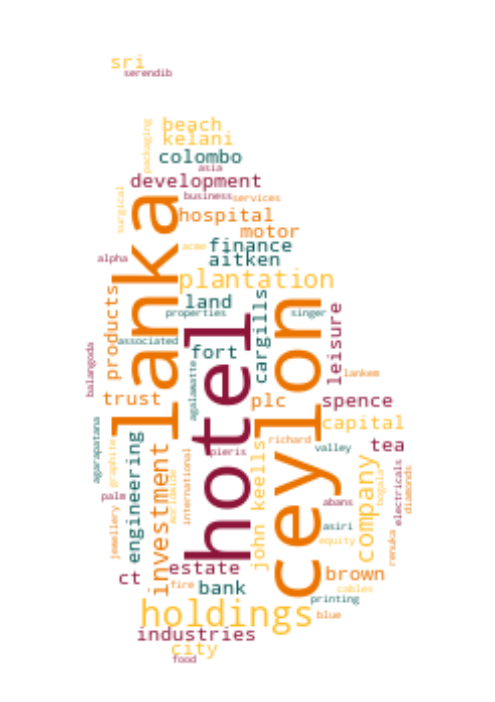 sri
serendib
beach
kelani
packaging
colombo
asia
development
surgical
business
services
lanka
hospital
motor
acme
finance
aitken
alpha
plantation
products
land
properties
cargills
singer
ceylon
hotel
leisure
associated
fort
balangoda
agalawatte
lankem
trust
plc
spence
capital
agarapatana
engineering
graphite
investment
worldwide
international
pieris
john keells
richard
valley
tea
company
bogala
electricals
diamonds
palm
jewellery
abans
asiri
equity
renuka
ct
estate
fire
bank
brown
cables
printing
holdings
blue
industries
city
food